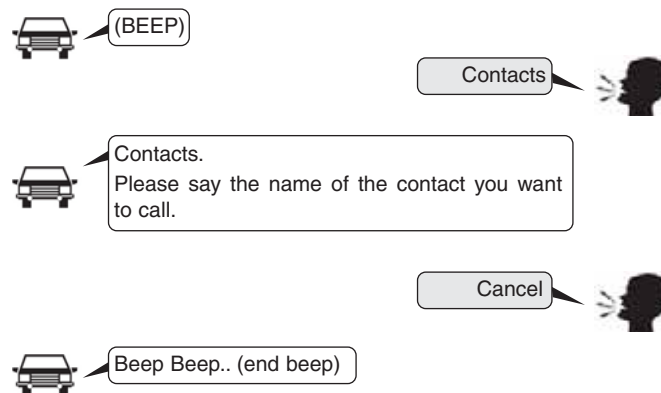 (BEEP)
Contacts
Contacts.
Please say the name of the contact you want
to call.
Cancel
Beep Beep.. (end beep)